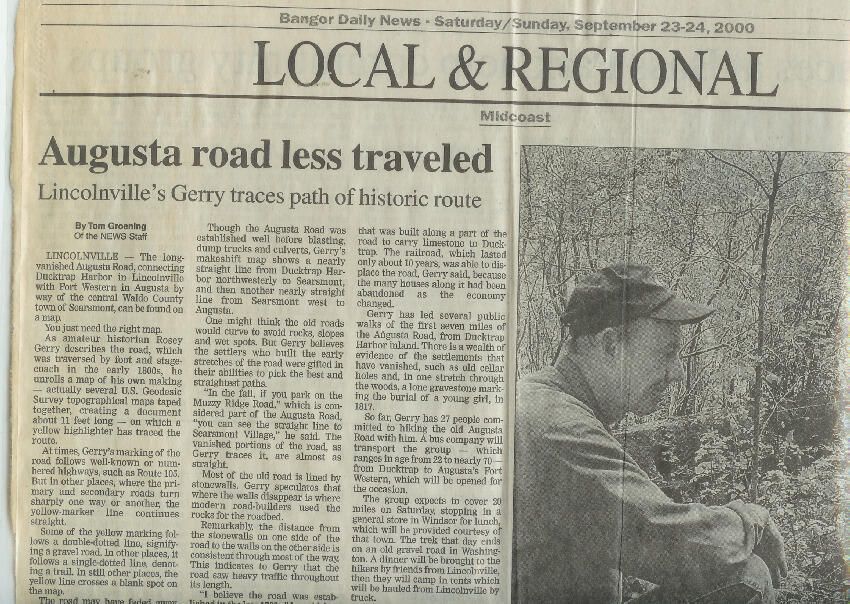 Bangor Daily News • Saturday/Sunday, September 23-24, 2000
LOCAL & REGIONAL
Midcoast
Augusta road less traveled
Lincolnville's Gerry traces path of historic route
By Tom Groening
Of the NEWS Staff
LINCOLNVILLE — The long-
vanished Augusta Road, connecting
Ducktrap Harbor in Lincolnville
with Port Western in Augusta by
way of the central Waldo County
town of Searsmont, can be found on
a map.
You just need the right map.
As amateur historian Rosey
Gerry describes the road, which
was traversed by foot and stage-
coach in the early 1800s, he
unrolls a map of his own making
— actually several U.S. Geodesic
Survey topographical maps taped
together, creating a document
about 11 feet long — on which a
yellow highlighter has traced the
route.
At times, Gerry's marking of the
road follows well-known or num-
bered highways, such as Route 105.
But in other places, where the pri-
mary and secondary roads turn
sharply one way or another, the
yellow-marker line continues
straight.
Some of the yellow marking fol-
lows a double-dotted line, signify-
ing a gravel road. In other places, it
follows a single-dotted line, denot-
ing a trail. In still other places, the
yellow line crosses a blank spot on
the map.
The road may have faded away
Though the Augusta Road was
established well before blasting,
dump trucks and culverts, Gerry's
makeshift map shows a nearly
straight line from Ducktrap Har-
bor northwesterly to Searsmont,
and then another nearly straight
line from Searsmont west to
Augusta.
One might think the old roads
would curve to avoid rocks, slopes
and wet spots. But Gerry believes
the settlers who built the early
stretches of the road were gifted in
their abilities to pick the best and
straightest paths.
"In the fall, if you park on the
Muzzy Ridge Road," which is con-
sidered part of the Augusta Road,
"you can see the straight line to
Searsmont Village," he said. The
vanished portions of the road, as
Gerry traces it, are almost as
straight.
Most of the old road is lined by
stonewalls. Gerry speculates that
where the walls disappear is where
modern road-builders used the
rocks for the roadbed.
Remarkably, the distance from
the stonewalls on one side of the
road to the walls on the other side is
consistent through most of the way.
This indicates to Gerry that the
road saw heavy traffic throughout
its length.
"I believe the road was estab-
that was built along a part of the
road to carry limestone to Duck-
trap. The railroad, which lasted
only about 10 years, was able to dis-
place the road, Gerry said, because
the many houses along it had been
abandoned as the economy
changed.
Gerry has led several public
walks of the first seven miles of
the Augusta Road, from Ducktrap
Harbor inland. There is a wealth of
evidence of the settlements that
have vanished, such as old cellar
holes and, in one stretch through
the woods, a lone gravestone mark-
ing the burial of a young girl, in
1817.
So far, Gerry has 27 people com-
mitted to hiking the old Augusta
Road with him. A bus company will
transport the group — which
ranges in age from 22 to nearly 70 —
from Ducktrap to Augusta's Fort
Western, which will be opened for
the occasion.
The group expects to cover 20
miles on Saturday, stopping in a
general store in Windsor for lunch,
which will be provided courtesy of
that town. The trek that day ends
on an old gravel road in Washing-
ton. A dinner will be brought to the
hikers by friends from Lincolnville,
then they will camp in tents which
will be hauled from Lincolnville by
truck.